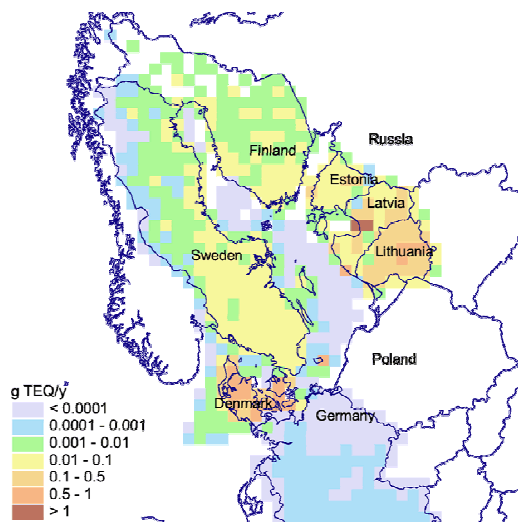 Russia
Finland
Estonia
Latvia
Sweden
Lithuania
Poland
g TEQ/y
Denmark
Germany
< 0.0001
0.0001 - 0.001
0.001 - 0.01
0.01 - 0.1
0.1 - 0.5
0.5 - 1
> 1